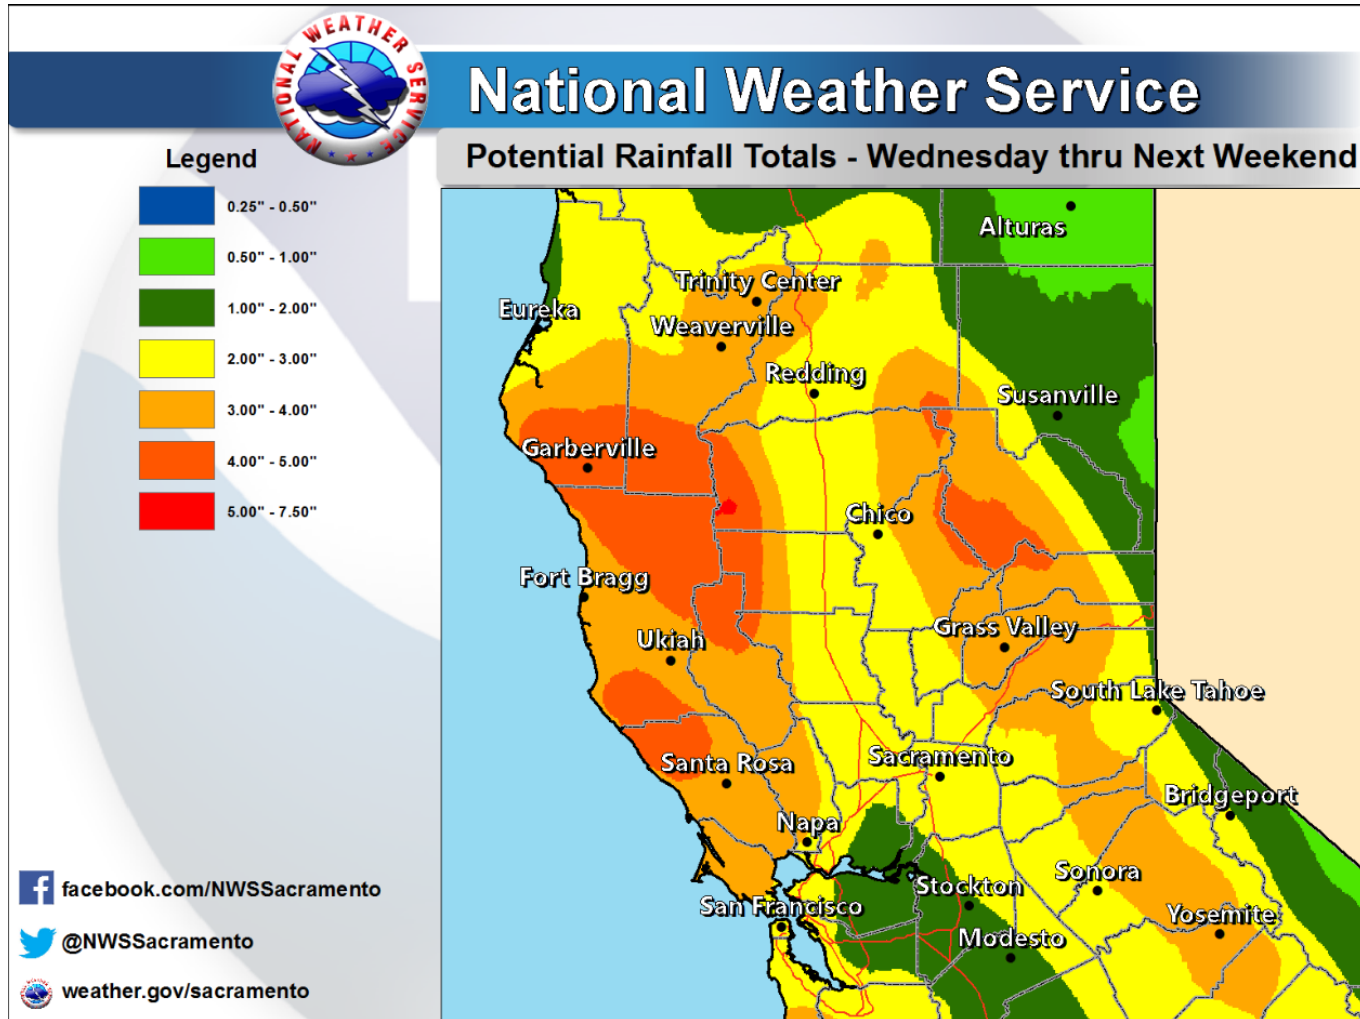 NATIONAL WEATHER SERVICE
National Weather Service
Potential Rainfall Totals - Wednesday thru Next Weekend
Legend
0.25" - 0.50"
0.50" - 1.00"
1.00" - 2.00"
2.00" - 3.00"
3.00" - 4.00"
4.00" - 5.00"
5.00" - 7.50"
Alturas
Trinity Center
Eureka
Weaverville
Redding
Susanville
Garberville
Chico
Fort Bragg
Grass Valley
Ukiah
South Lake Tahoe
Sacramento
Santa Rosa
Bridgeport
Napa
Sonora
Stockton
San Francisco
Yosemite
Modesto
facebook.com/NWSSacramento
@NWSSacramento
weather.gov/sacramento